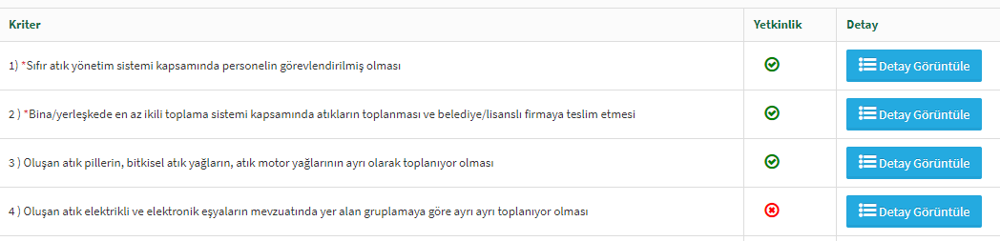 Kriter Yetkinlik Detay
1) *Sıfır atık yönetim sistemi kapsamında personelin görevlendirilmiş olması Detay Görüntüle
2 ) *Bina/yerleşkede en az ikili toplama sistemi kapsamında atıkların toplanması ve belediye/lisanslı firmaya teslim etmesi Detay Görüntüle
3 ) Oluşan atık pillerin, bitkisel atık yağların, atık motor yağlarının ayrı olarak toplanıyor olması Detay Görüntüle
4 ) Oluşan atık elektrikli ve elektronik eşyaların mevzuatında yer alan gruplamaya göre ayrı ayrı toplanıyor olması Detay Görüntüle